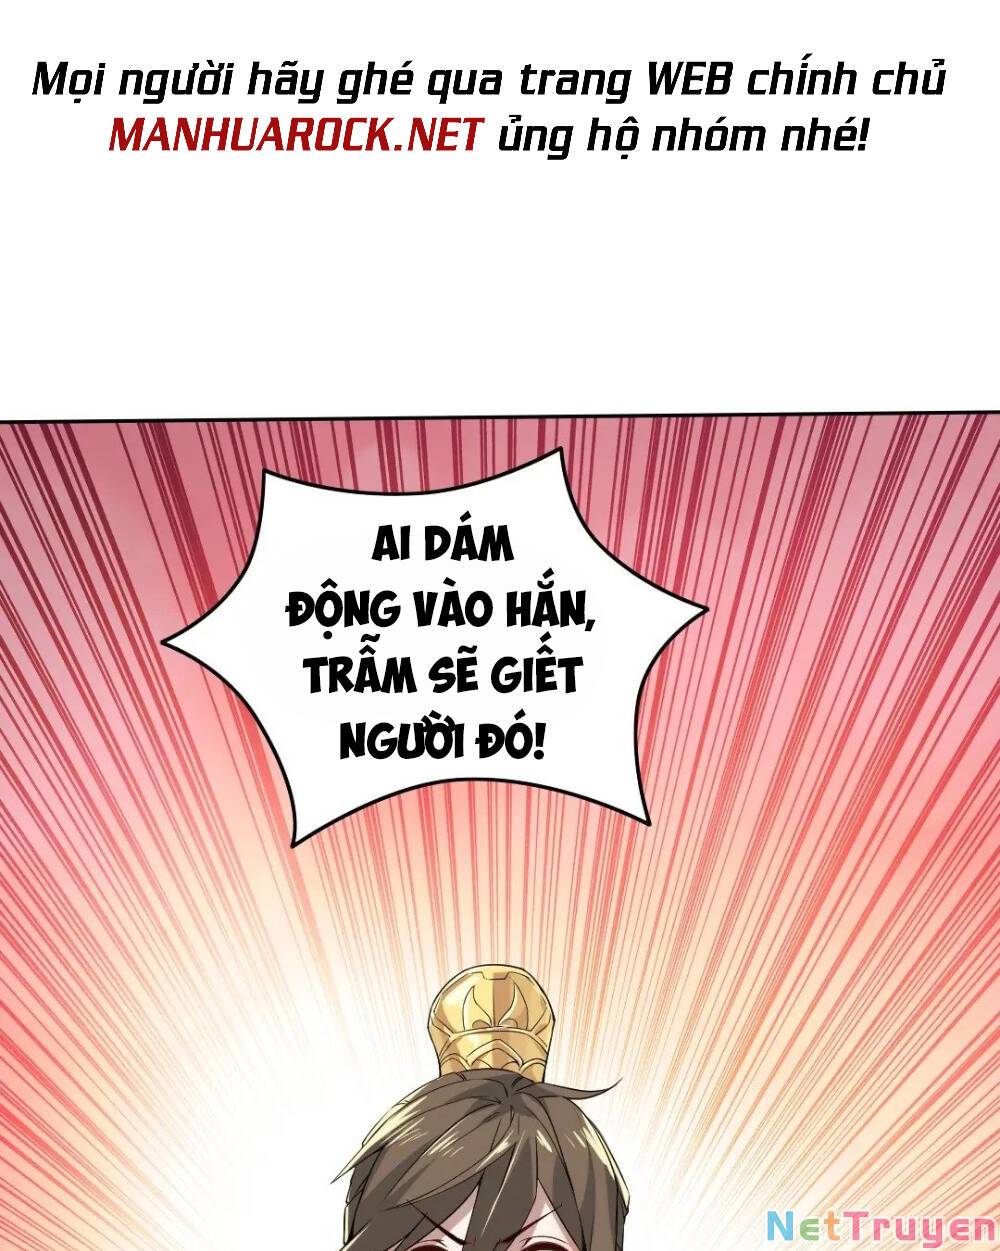 Mọi người hãy ghé qua trang WEB chính chủ
MANHUAROCK.NET ủng hộ nhóm nhé!
AI DÁM
ĐỘNG VÀO HẮN,
TRẪM SẼ GIẾT
NGƯỜI ĐÓ!
NetTruyen